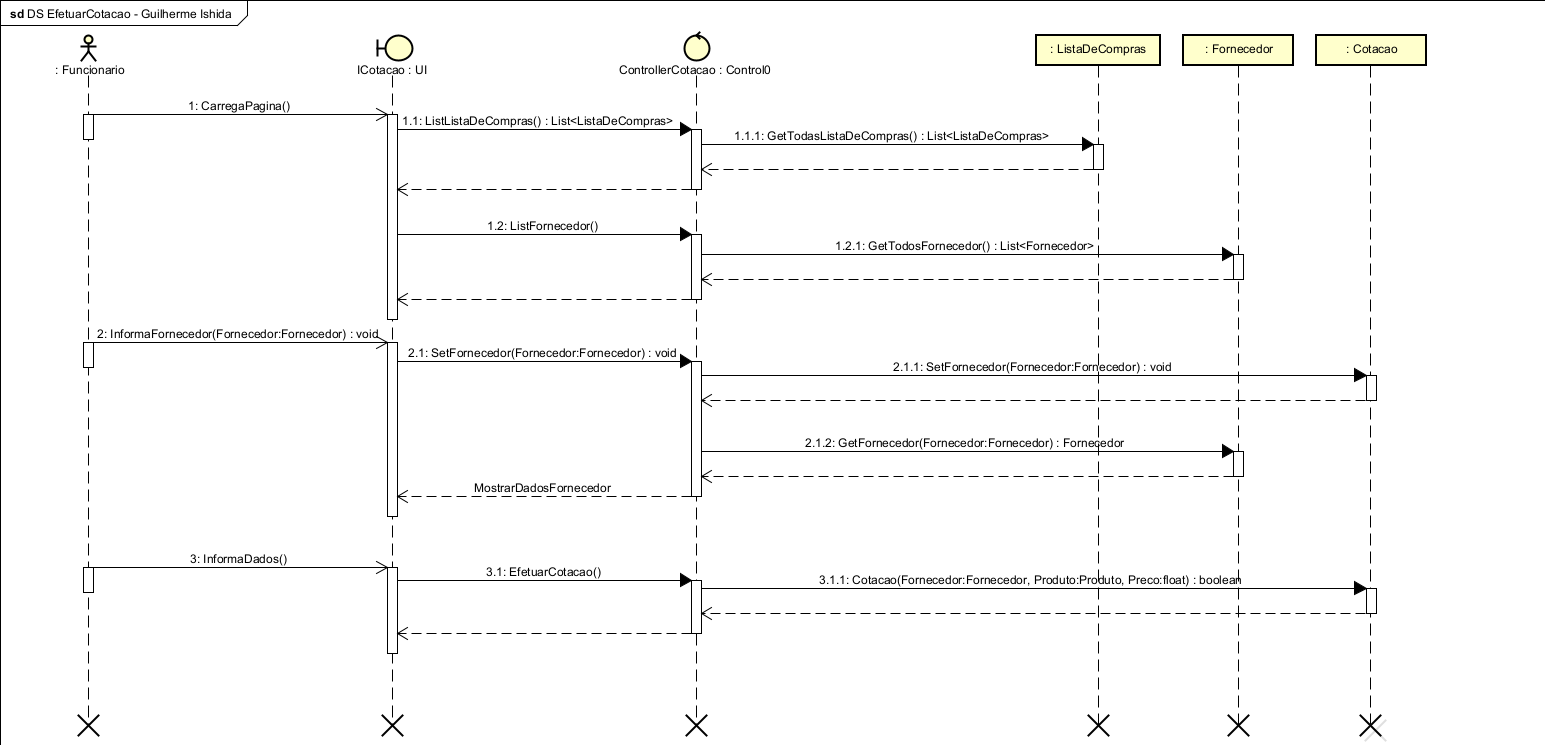 sd DS EfetuarCotacao - Guilherme Ishida
: Funcionario
ICotacao : UI
ControllerCotacao : Control0
: ListaDeCompras
: Fornecedor
: Cotacao
1: CarregaPagina()
1.1: ListListaDeCompras() : List<ListaDeCompras>
1.1.1: GetTodasListaDeCompras() : List<ListaDeCompras>
1.2: ListFornecedor()
1.2.1: GetTodosFornecedor() : List<Fornecedor>
2: InformaFornecedor(Fornecedor:Fornecedor) : void
2.1: SetFornecedor(Fornecedor:Fornecedor) : void
2.1.1: SetFornecedor(Fornecedor:Fornecedor) : void
2.1.2: GetFornecedor(Fornecedor:Fornecedor) : Fornecedor
MostrarDadosFornecedor
3: InformaDados()
3.1: EfetuarCotacao()
3.1.1: Cotacao(Fornecedor:Fornecedor, Produto:Produto, Preco:float) : boolean